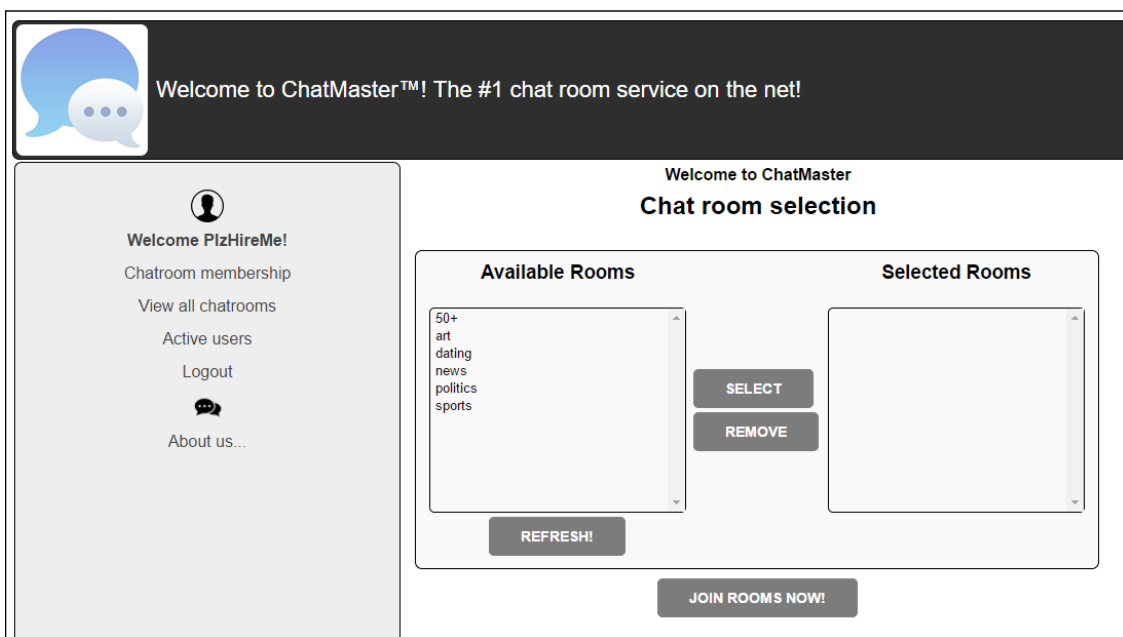 Welcome to ChatMaster™! The #1 chat room service on the net!
Welcome PlzHireMe!
Chatroom membership
View all chatrooms
Active users
Logout
About us...
Welcome to ChatMaster
Chat room selection
Available Rooms
50+
art
dating
news
politics
sports
REFRESH!
SELECT
REMOVE
Selected Rooms
JOIN ROOMS NOW!